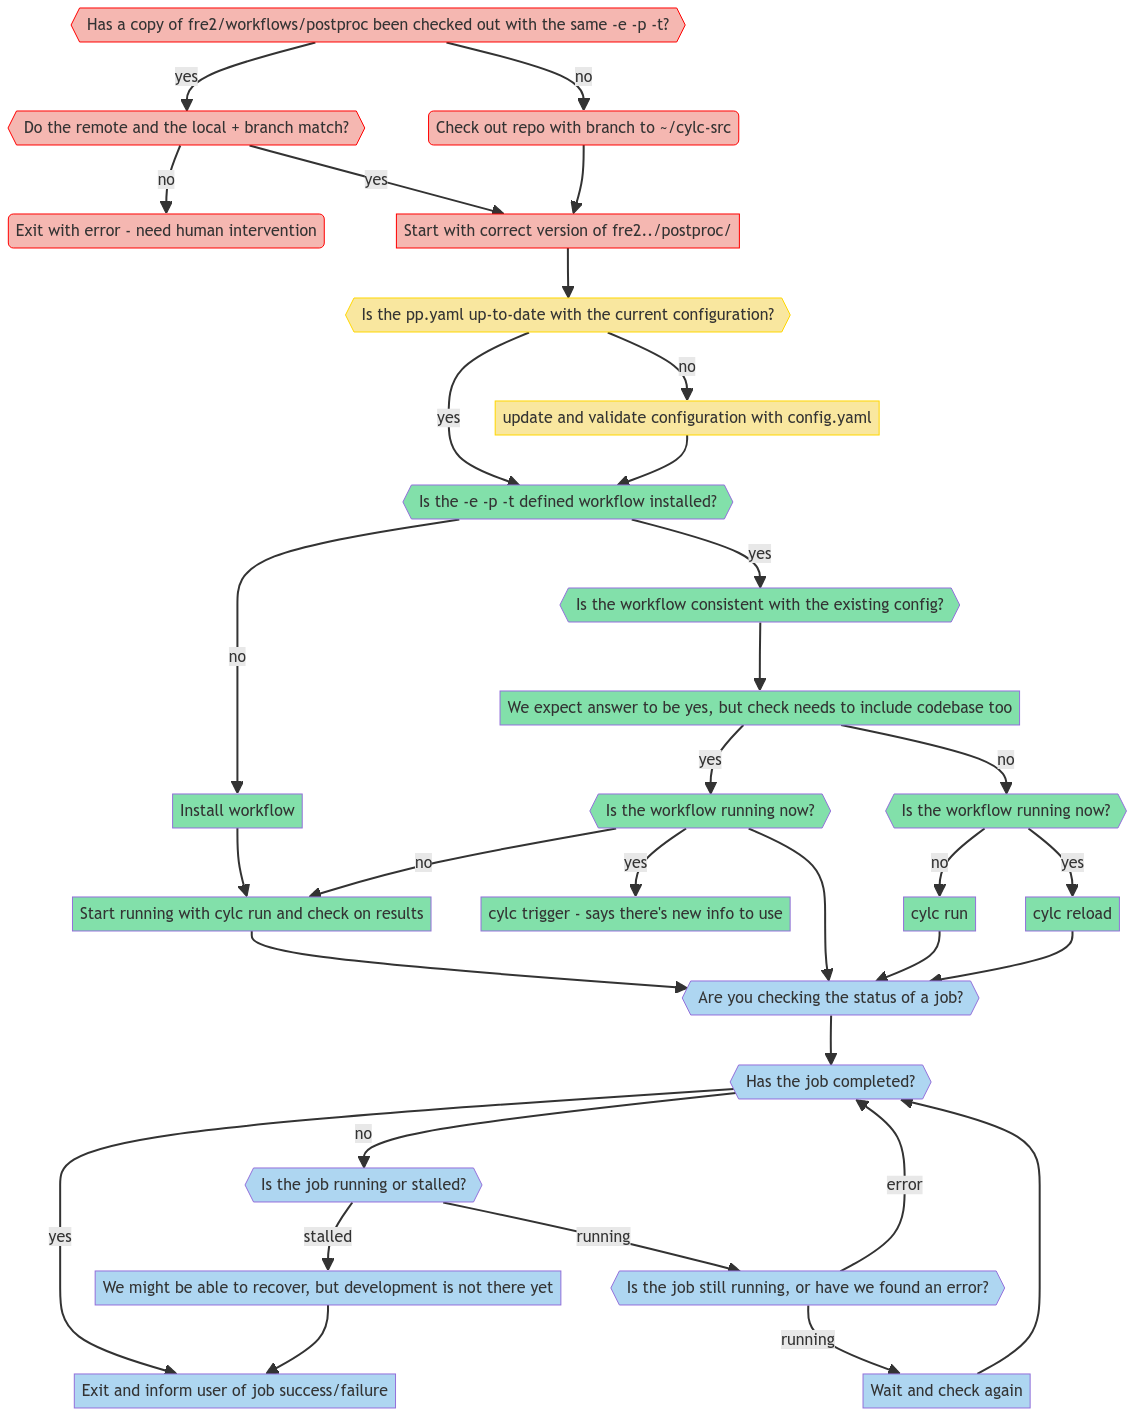 Has a copy of fre2/workflows/postproc been checked out with the same -e -p -t?
yes
no
Do the remote and the local + branch match?
Check out repo with branch to ~/cylc-src
no
yes
Exit with error - need human intervention
Start with correct version of fre2../postproc/
Is the pp.yaml up-to-date with the current configuration?
no
yes
update and validate configuration with config.yaml
Is the -e -p -t defined workflow installed?
yes
Is the workflow consistent with the existing config?
no
We expect answer to be yes, but check needs to include codebase too
yes
no
Install workflow
Is the workflow running now?
Is the workflow running now?
no
yes
no
yes
Start running with cylc run and check on results
cylc trigger - says there's new info to use
cylc run
cylc reload
Are you checking the status of a job?
Has the job completed?
no
Is the job running or stalled?
error
yes
stalled
running
We might be able to recover, but development is not there yet
Is the job still running, or have we found an error?
running
Exit and inform user of job success/failure
Wait and check again